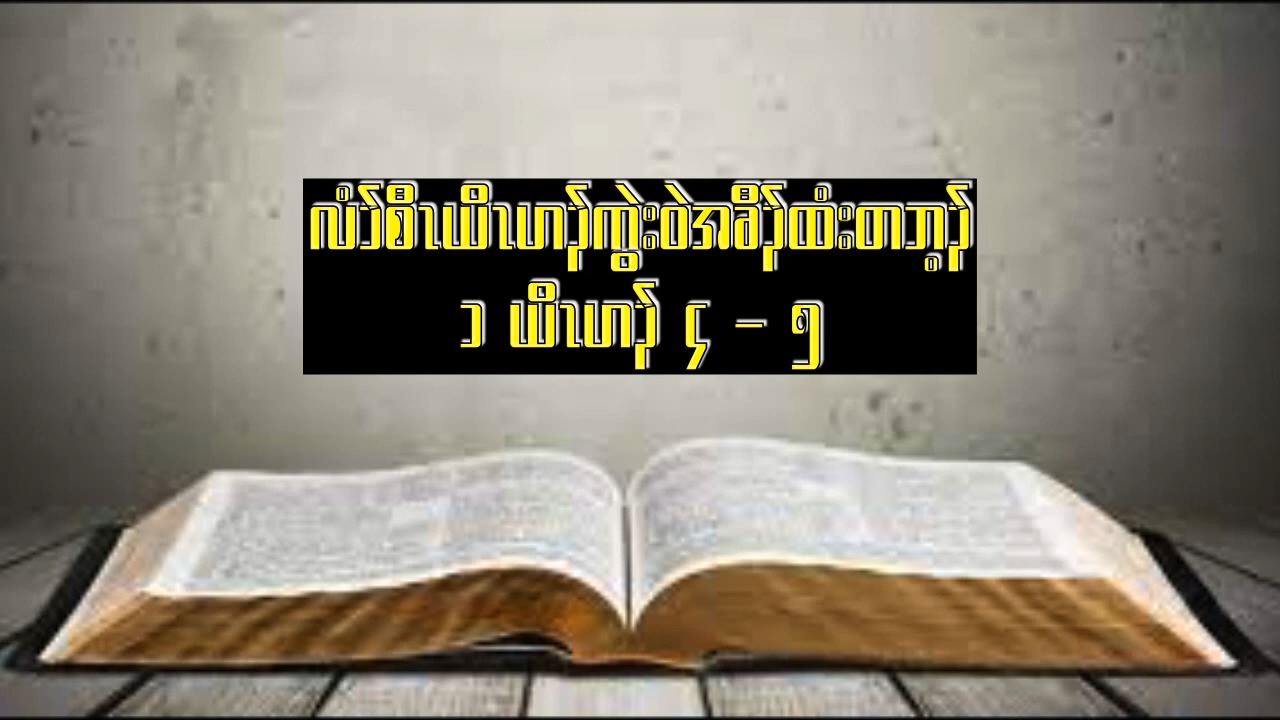 လံာ်စီၤယိၤဟၣ်ကွဲးဝဲအခီၣ်ထံးတဘ့ၣ်
၁ ယိၤဟၣ် ၄ – ၅